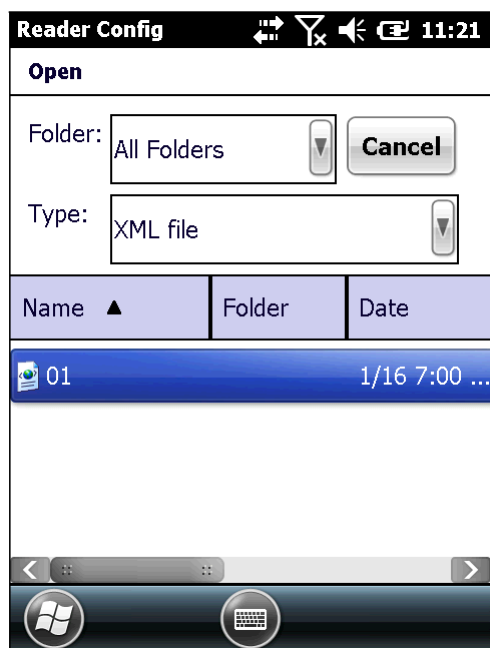 Reader Config 11:21
Open
Folder: All Folders Cancel
Type: XML file
Name Folder Date
01 1/16 7:00 ...